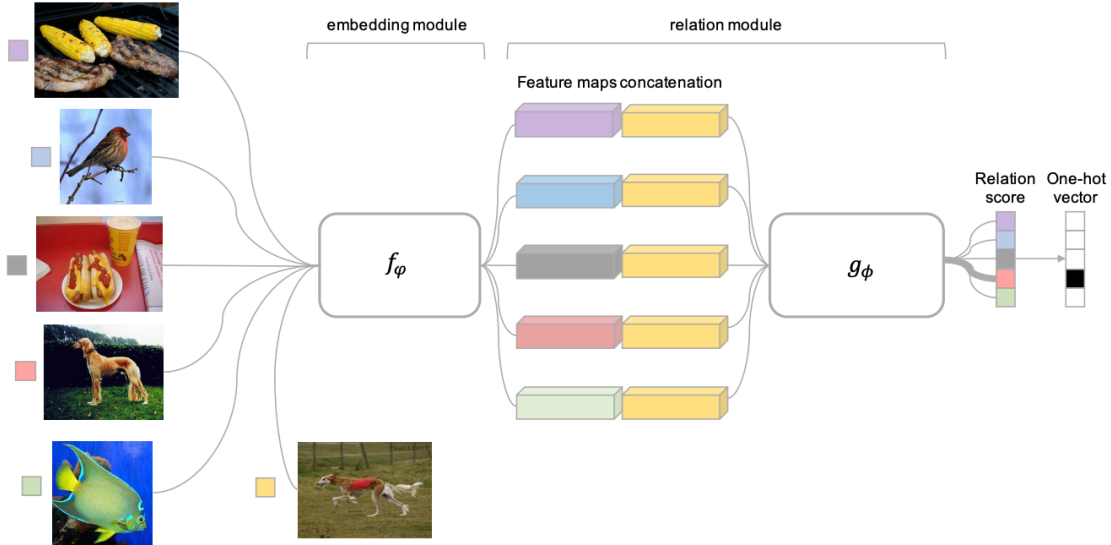 embedding module
relation module
Feature maps concatenation
Relation
score
One-hot
vector
f_φ
g_ϕ